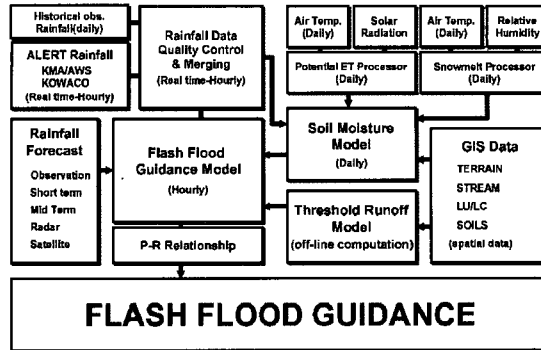 Historical obs.
Rainfall(daily)
ALERT Rainfall
KMA/AWS
KOWACO
(Real time-Hourly)
Rainfall Data
Quality Control
& Merging
(Real time-Hourly)
Air Temp.
(Daily)
Solar
Radiation
Air Temp.
(Daily)
Relative
Humidity
Potential ET Processor
(Daily)
Snowmelt Processor
(Daily)
Rainfall
Forecast
Observation
Short term
Mid Term
Radar
Satellite
Flash Flood
Guidance Model
(Hourly)
Soil Moisture
Model
(Daily)
Threshold Runoff
Model
(off-line computation)
GIS Data
TERRAIN
STREAM
LU/LC
SOILS
(spatial data)
P-R Relationship
FLASH FLOOD GUIDANCE